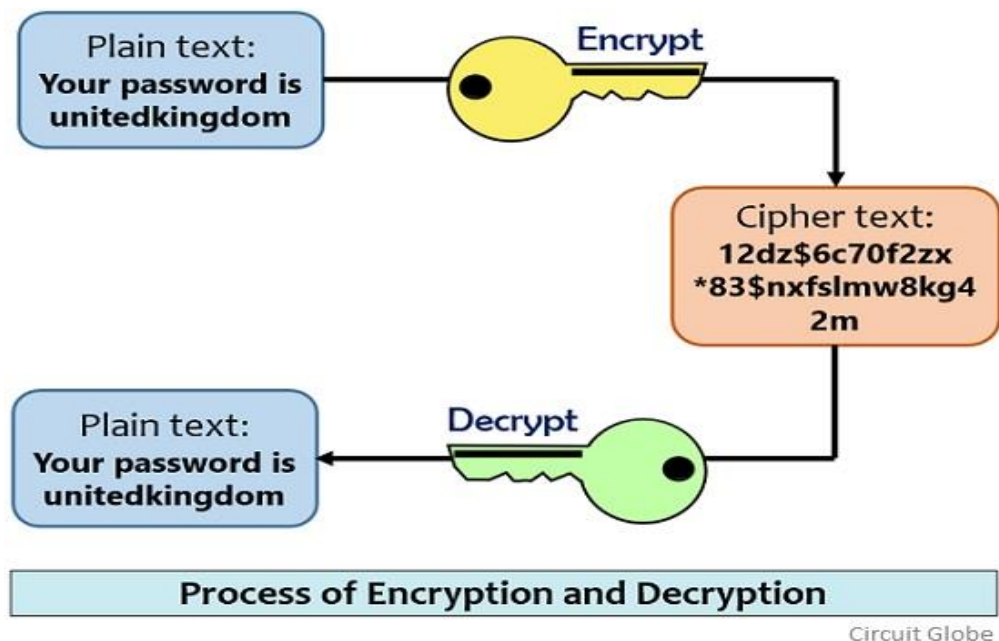 Plain text:
Your password is
unitedkingdom
Encrypt
Cipher text:
12dz$6c70f2zx
*83$nxfslmw8kg4
2m
Decrypt
Plain text:
Your password is
unitedkingdom
Process of Encryption and Decryption
Circuit Globe